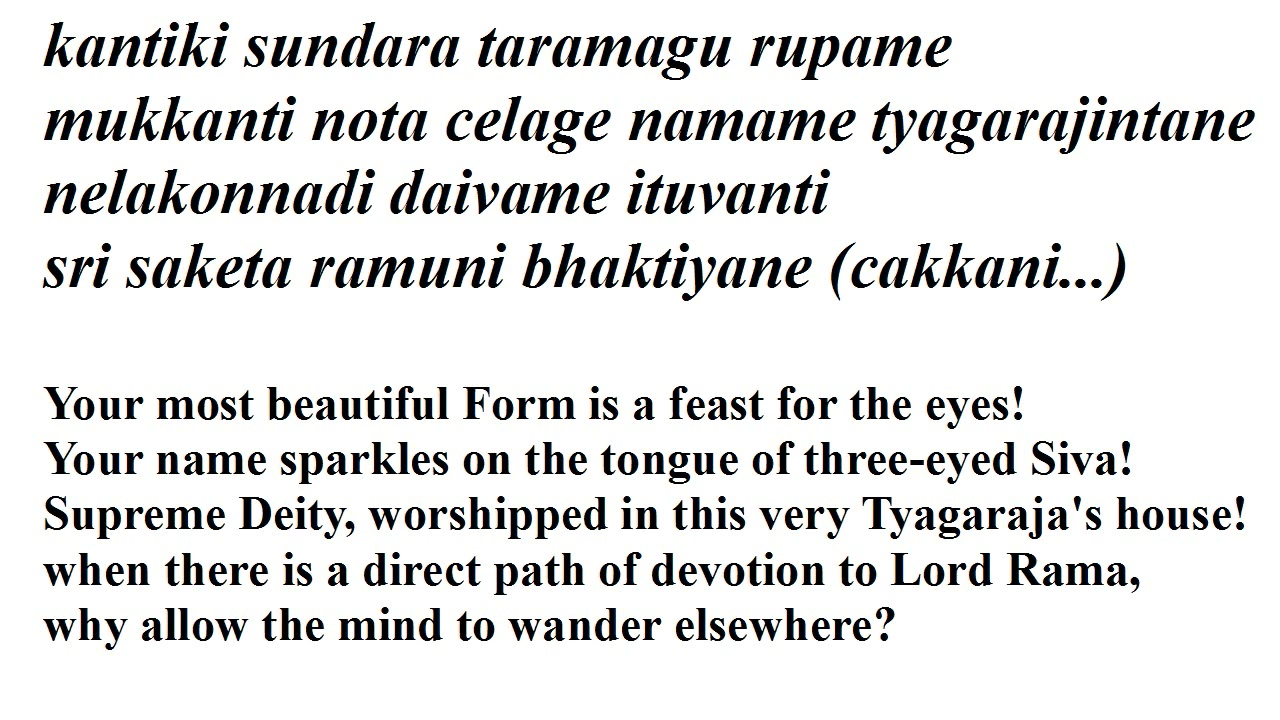 kantiki sundara taramagu rupame
mukkanti nota celage namame tyagarajintane
nelakonnadi daivame ituvanti
sri saketa ramuni bhaktiyane (cakkani...)
Your most beautiful Form is a feast for the eyes!
Your name sparkles on the tongue of three-eyed Siva!
Supreme Deity, worshipped in this very Tyagaraja's house!
when there is a direct path of devotion to Lord Rama,
why allow the mind to wander elsewhere?